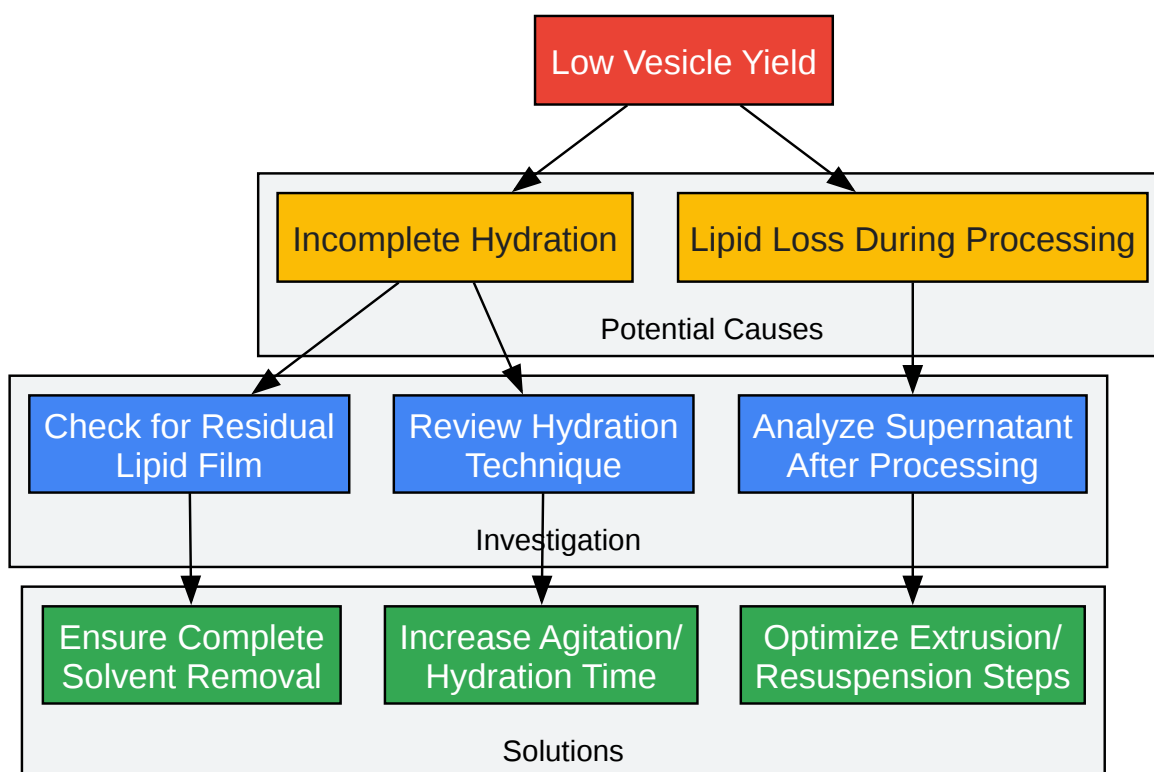 Low Vesicle Yield
Incomplete Hydration
Lipid Loss During Processing
Potential Causes
Check for Residual
Lipid Film
Review Hydration
Technique
Analyze Supernatant
After Processing
Investigation
Ensure Complete
Solvent Removal
Increase Agitation/
Hydration Time
Optimize Extrusion/
Resuspension Steps
Solutions